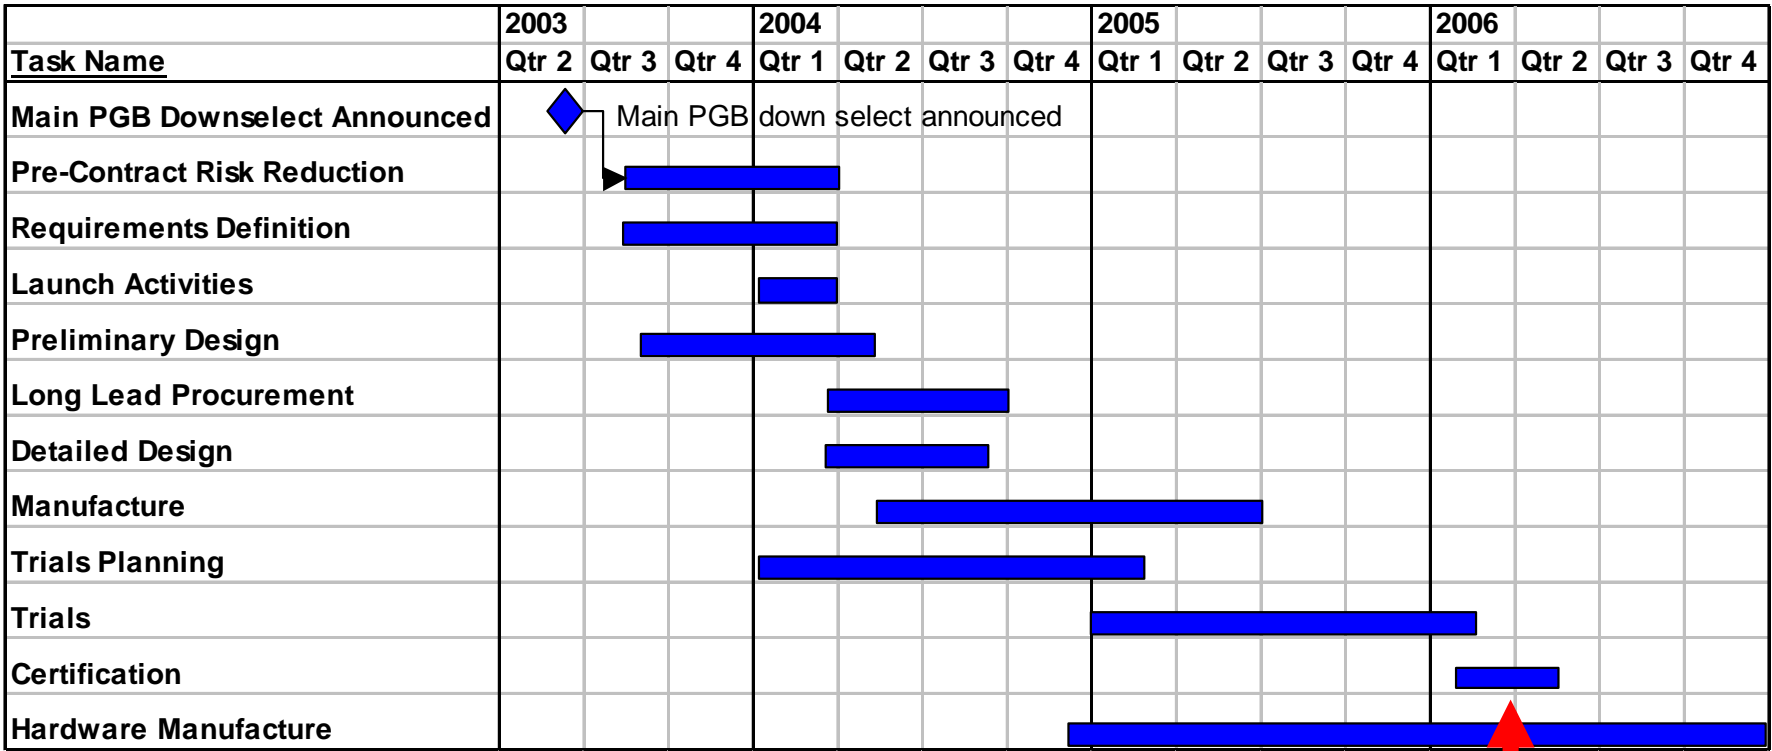 2003 2004 2005 2006
Task Name Qtr 2 Qtr 3 Qtr 4 Qtr 1 Qtr 2 Qtr 3 Qtr 4 Qtr 1 Qtr 2 Qtr 3 Qtr 4 Qtr 1 Qtr 2 Qtr 3 Qtr 4
Main PGB Downselect Announced Main PGB down select announced
Pre-Contract Risk Reduction
Requirements Definition
Launch Activities
Preliminary Design
Long Lead Procurement
Detailed Design
Manufacture
Trials Planning
Trials
Certification
Hardware Manufacture